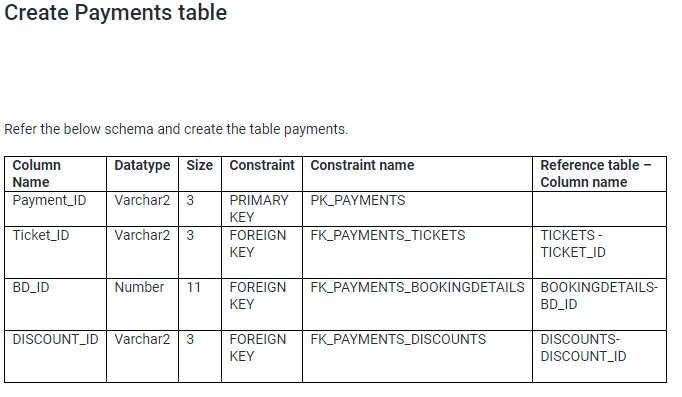 Create Payments table
Refer the below schema and create the table payments.
Column Name Datatype Size Constraint Constraint name Reference table – Column name
Payment_ID Varchar2 3 PRIMARY KEY PK_PAYMENTS
Ticket_ID Varchar2 3 FOREIGN KEY FK_PAYMENTS_TICKETS TICKETS - TICKET_ID
BD_ID Number 11 FOREIGN KEY FK_PAYMENTS_BOOKINGDETAILS BOOKINGDETAILS- BD_ID
DISCOUNT_ID Varchar2 3 FOREIGN KEY FK_PAYMENTS_DISCOUNTS DISCOUNTS- DISCOUNT_ID